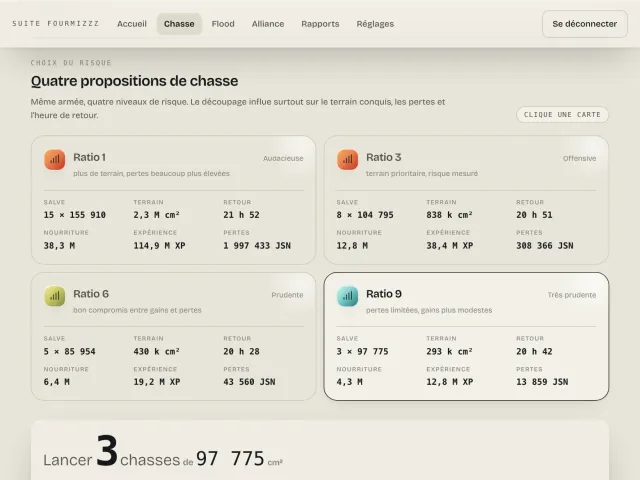 SUITE FOURMIZZZ Accueil Chasse Flood Alliance Rapports Réglages Se déconnecter
CHOIX DU RISQUE
Quatre propositions de chasse
Même armée, quatre niveaux de risque. Le découpage influe surtout sur le terrain conquis, les pertes et
l'heure de retour.
CLIQUE UNE CARTE
Ratio 1 Audacieuse
plus de terrain, pertes beaucoup plus élevées
SALVE TERRAIN RETOUR
15 × 155 910 2,3 M cm² 21 h 52
NOURRITURE EXPÉRIENCE PERTES
38,3 M 114,9 M XP 1 997 433 JSN
Ratio 3 Offensive
terrain prioritaire, risque mesuré
SALVE TERRAIN RETOUR
8 × 104 795 838 k cm² 20 h 51
NOURRITURE EXPÉRIENCE PERTES
12,8 M 38,4 M XP 308 366 JSN
Ratio 6 Prudente
bon compromis entre gains et pertes
SALVE TERRAIN RETOUR
5 × 85 954 430 k cm² 20 h 28
NOURRITURE EXPÉRIENCE PERTES
6,4 M 19,2 M XP 43 560 JSN
Ratio 9 Très prudente
pertes limitées, gains plus modestes
SALVE TERRAIN RETOUR
3 × 97 775 293 k cm² 20 h 42
NOURRITURE EXPÉRIENCE PERTES
4,3 M 12,8 M XP 13 859 JSN
Lancer 3 chasses de 97 775 cm²